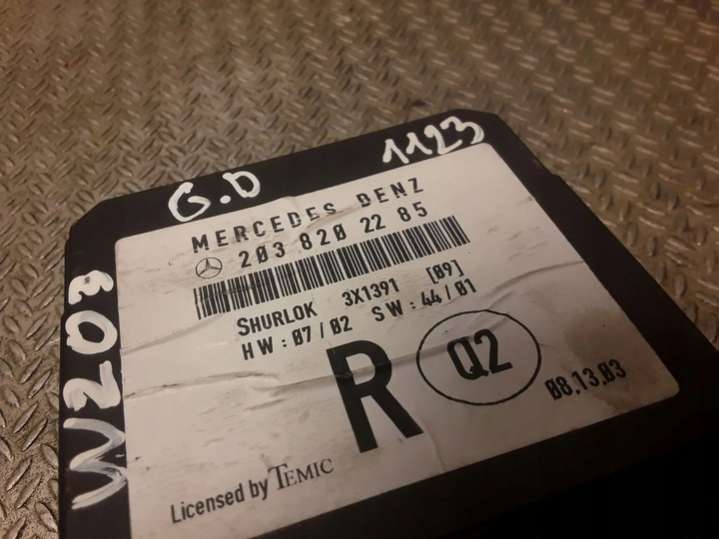 G.D
1123
W203
MERCEDES BENZ
203 820 22 85
SHURLOK 3X1391 [09]
HW : 07 / 02 SW : 44 / 01
R Q2
08.13.03
Licensed by TEMIC